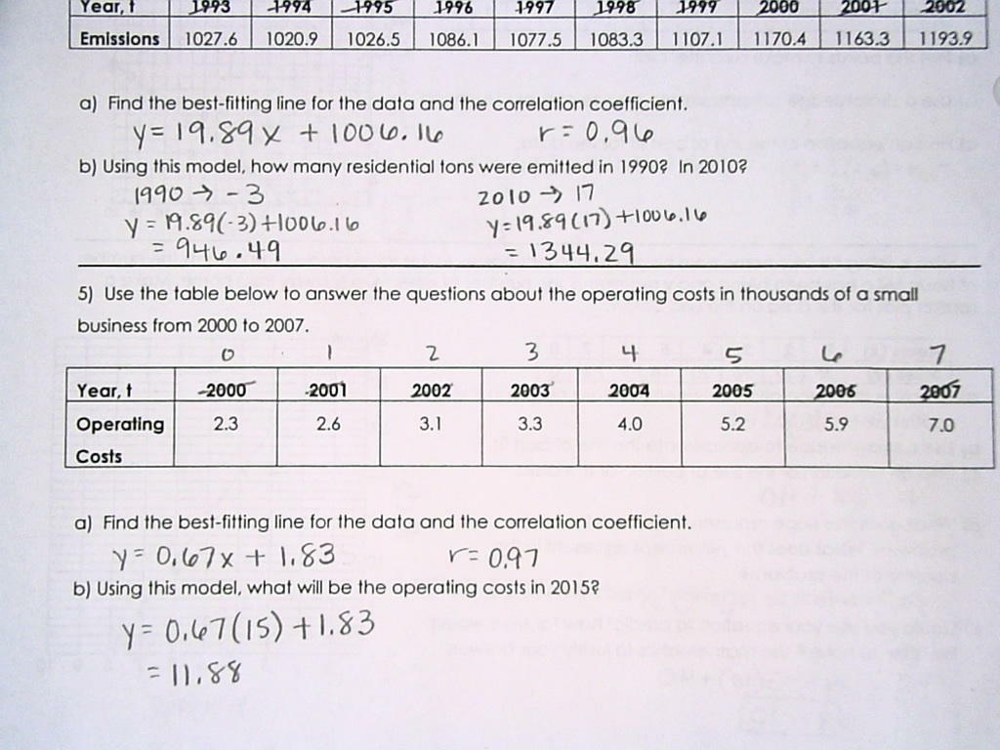 Year, t 1993 1994 1995 1996 1997 1998 1999 2000 2001 2002
Emissions 1027.6 1020.9 1026.5 1086.1 1077.5 1083.3 1107.1 1170.4 1163.3 1193.9
a) Find the best-fitting line for the data and the correlation coefficient.
y = 19.89x + 1006.16 r = 0.96
b) Using this model, how many residential tons were emitted in 1990? In 2010?
1990 → -3 2010 → 17
y = 19.89(-3)+1006.16 y = 19.89(17)+1006.16
= 946.49 = 1344.29
5) Use the table below to answer the questions about the operating costs in thousands of a small
business from 2000 to 2007.
0 1 2 3 4 5 6 7
Year, t 2000 2001 2002 2003 2004 2005 2006 2007
Operating 2.3 2.6 3.1 3.3 4.0 5.2 5.9 7.0
Costs
a) Find the best-fitting line for the data and the correlation coefficient.
y = 0.67x + 1.83 r = 0.97
b) Using this model, what will be the operating costs in 2015?
y = 0.67(15) + 1.83
= 11.88